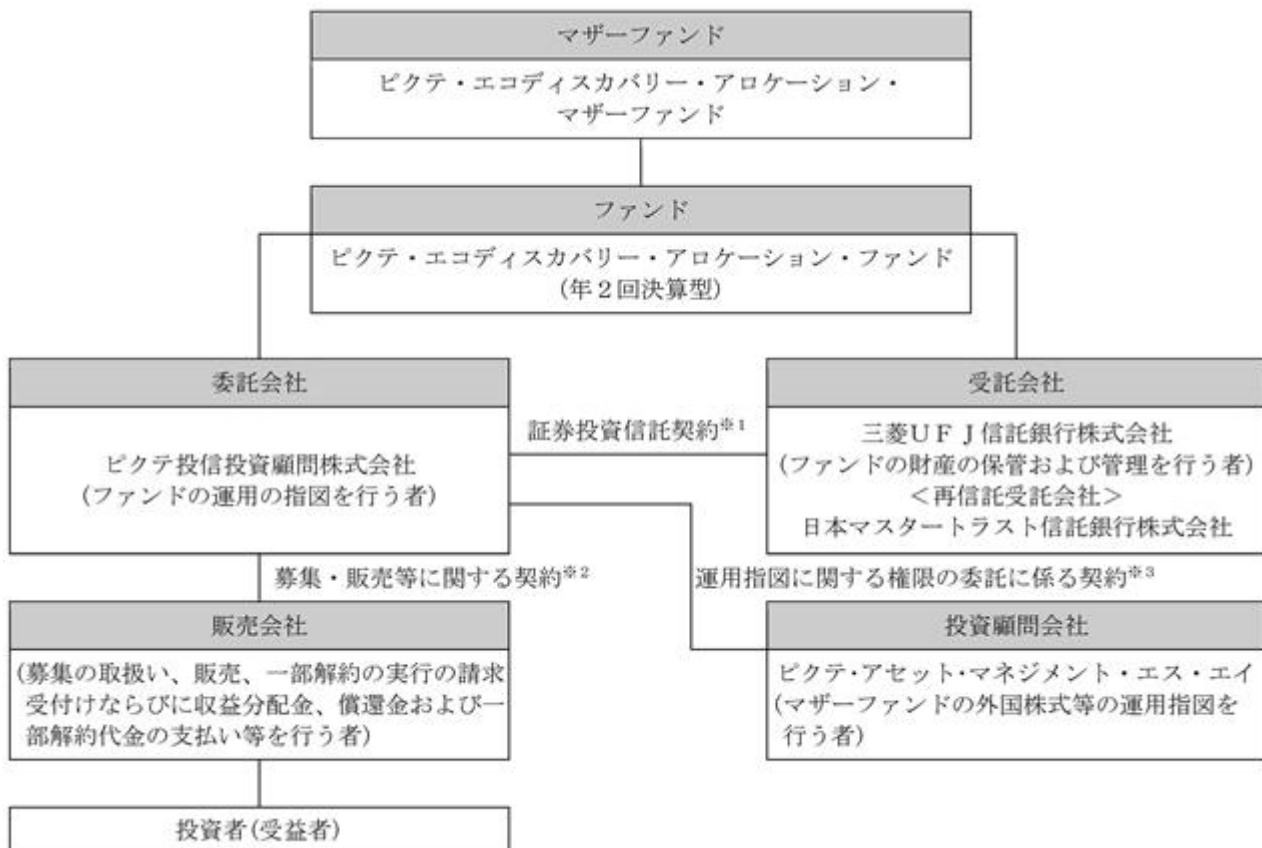 マザーファンド
ピクテ・エコディスカバリー・アロケーション・
マザーファンド
ファンド
ピクテ・エコディスカバリー・アロケーション・ファンド
(年2回決算型)
委託会社
ピクテ投信投資顧問株式会社
(ファンドの運用の指図を行う者)
証券投資信託契約※1
受託会社
三菱UFJ信託銀行株式会社
(ファンドの財産の保管および管理を行う者)
<再信託受託会社>
日本マスタートラスト信託銀行株式会社
募集・販売等に関する契約※2
運用指図に関する権限の委託に係る契約※3
販売会社
(募集の取扱い、販売、一部解約の実行の請求
受付けならびに収益分配金、償還金および一
部解約代金の支払い等を行う者)
投資顧問会社
ピクテ・アセット・マネジメント・エス・エイ
(マザーファンドの外国株式等の運用指図を
行う者)
投資者(受益者)